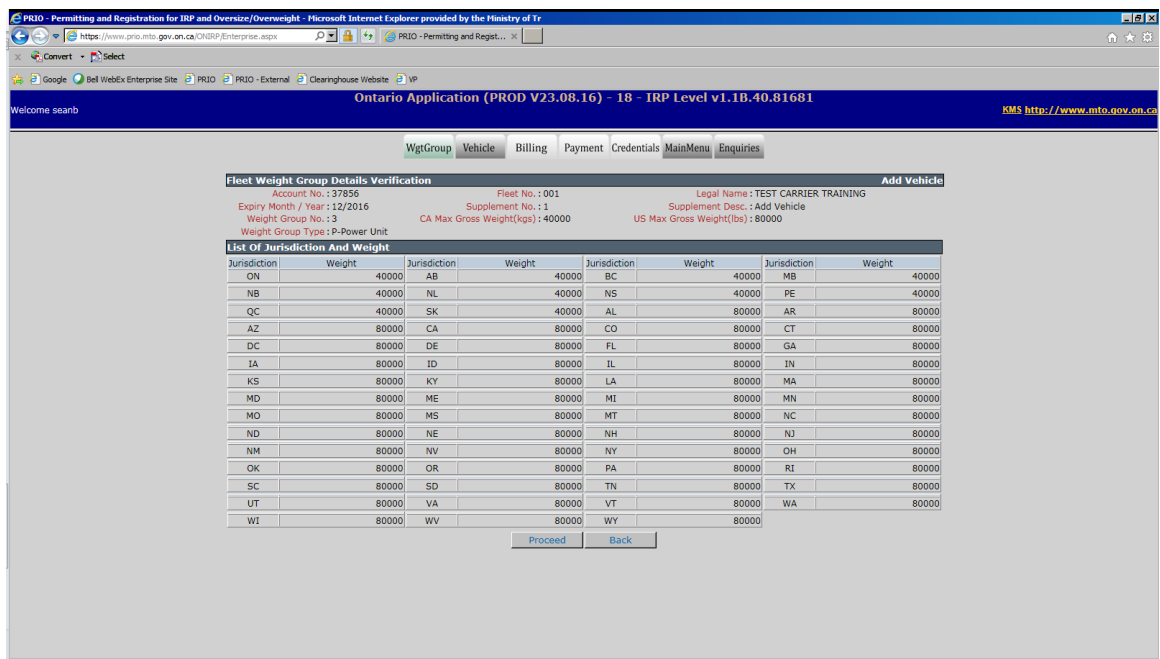 PRIO - Permitting and Registration for IRP and Oversize/Overweight - Microsoft Internet Explorer provided by the Ministry of Tr
https://www.prio.mto.gov.on.ca/ONIRP/Enterprise.aspx PRIO - Permitting and Regist... ×
× Convert Select
Google Bell WebEx Enterprise Site PRIO PRIO - External Clearinghouse Website VP
Ontario Application (PROD V23.08.16) - 18 - IRP Level v1.1B.40.81681
Welcome seanb KMS http://www.mto.gov.on.ca
WgtGroup Vehicle Billing Payment Credentials MainMenu Enquiries
Fleet Weight Group Details Verification Add Vehicle
Account No. : 37856 Fleet No. : 001 Legal Name : TEST CARRIER TRAINING
Expiry Month / Year : 12/2016 Supplement No. : 1 Supplement Desc. : Add Vehicle
Weight Group No. : 3 CA Max Gross Weight(kgs) : 40000 US Max Gross Weight(lbs) : 80000
Weight Group Type : P-Power Unit
List Of Jurisdiction And Weight
Jurisdiction Weight Jurisdiction Weight Jurisdiction Weight Jurisdiction Weight
ON 40000 AB 40000 BC 40000 MB 40000
NB 40000 NL 40000 NS 40000 PE 40000
QC 40000 SK 40000 AL 80000 AR 80000
AZ 80000 CA 80000 CO 80000 CT 80000
DC 80000 DE 80000 FL 80000 GA 80000
IA 80000 ID 80000 IL 80000 IN 80000
KS 80000 KY 80000 LA 80000 MA 80000
MD 80000 ME 80000 MI 80000 MN 80000
MO 80000 MS 80000 MT 80000 NC 80000
ND 80000 NE 80000 NH 80000 NJ 80000
NM 80000 NV 80000 NY 80000 OH 80000
OK 80000 OR 80000 PA 80000 RI 80000
SC 80000 SD 80000 TN 80000 TX 80000
UT 80000 VA 80000 VT 80000 WA 80000
WI 80000 WV 80000 WY 80000
Proceed Back